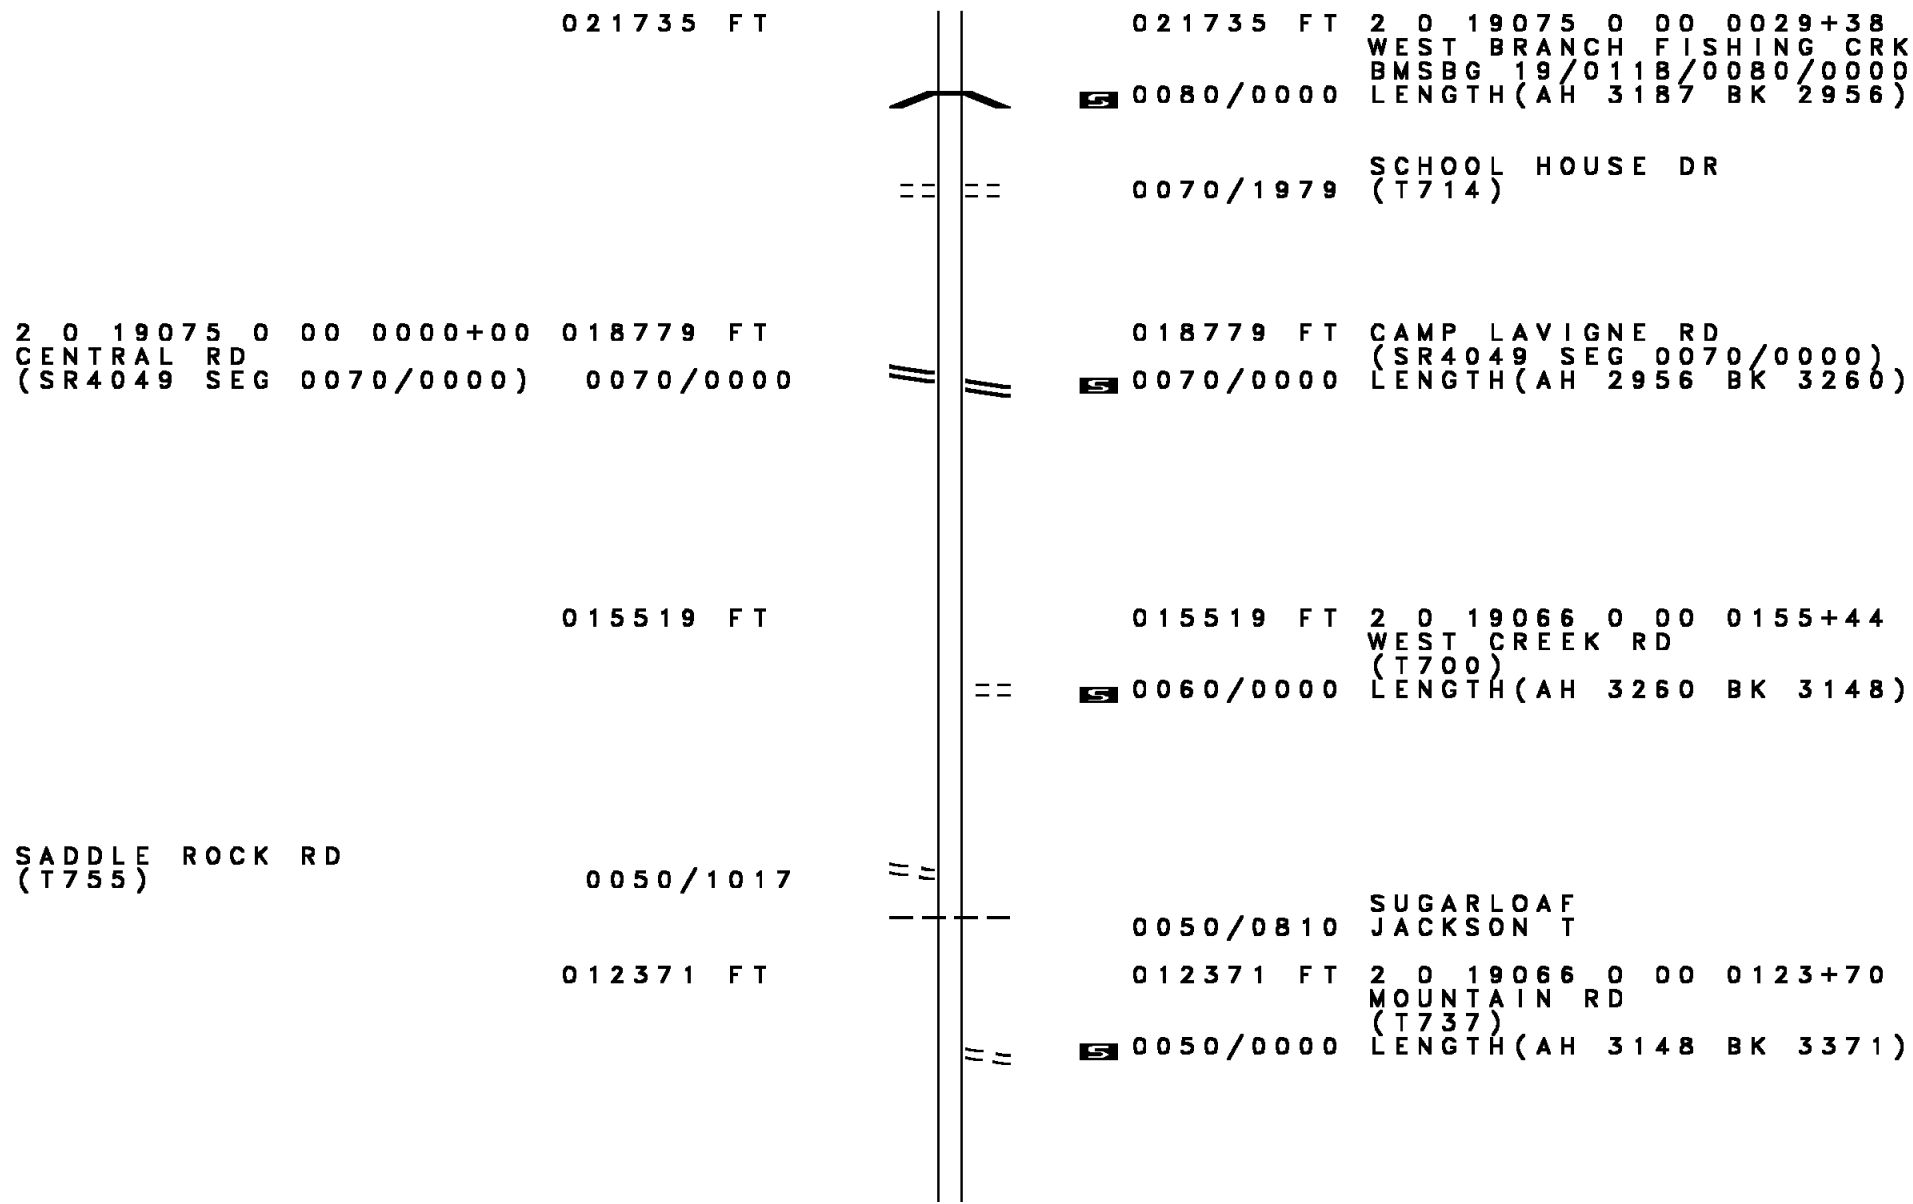 021735 FT 021735 FT 2 0 19075 0 00 0029+38
WEST BRANCH FISHING CRK
BMSBG 19/0118/0080/0000
S 0080/0000 LENGTH(AH 3187 BK 2956)
SCHOOL HOUSE DR
0070/1979 (T714)
2 0 19075 0 00 0000+00 018779 FT 018779 FT CAMP LAVIGNE RD
CENTRAL RD (SR4049 SEG 0070/0000)
(SR4049 SEG 0070/0000) 0070/0000 S 0070/0000 LENGTH(AH 2956 BK 3260)
015519 FT 015519 FT 2 0 19066 0 00 0155+44
WEST CREEK RD
(T700)
S 0060/0000 LENGTH(AH 3260 BK 3148)
SADDLE ROCK RD
(T755) 0050/1017
SUGARLOAF
0050/0810 JACKSON T
012371 FT 012371 FT 2 0 19066 0 00 0123+70
MOUNTAIN RD
(T737)
S 0050/0000 LENGTH(AH 3148 BK 3371)